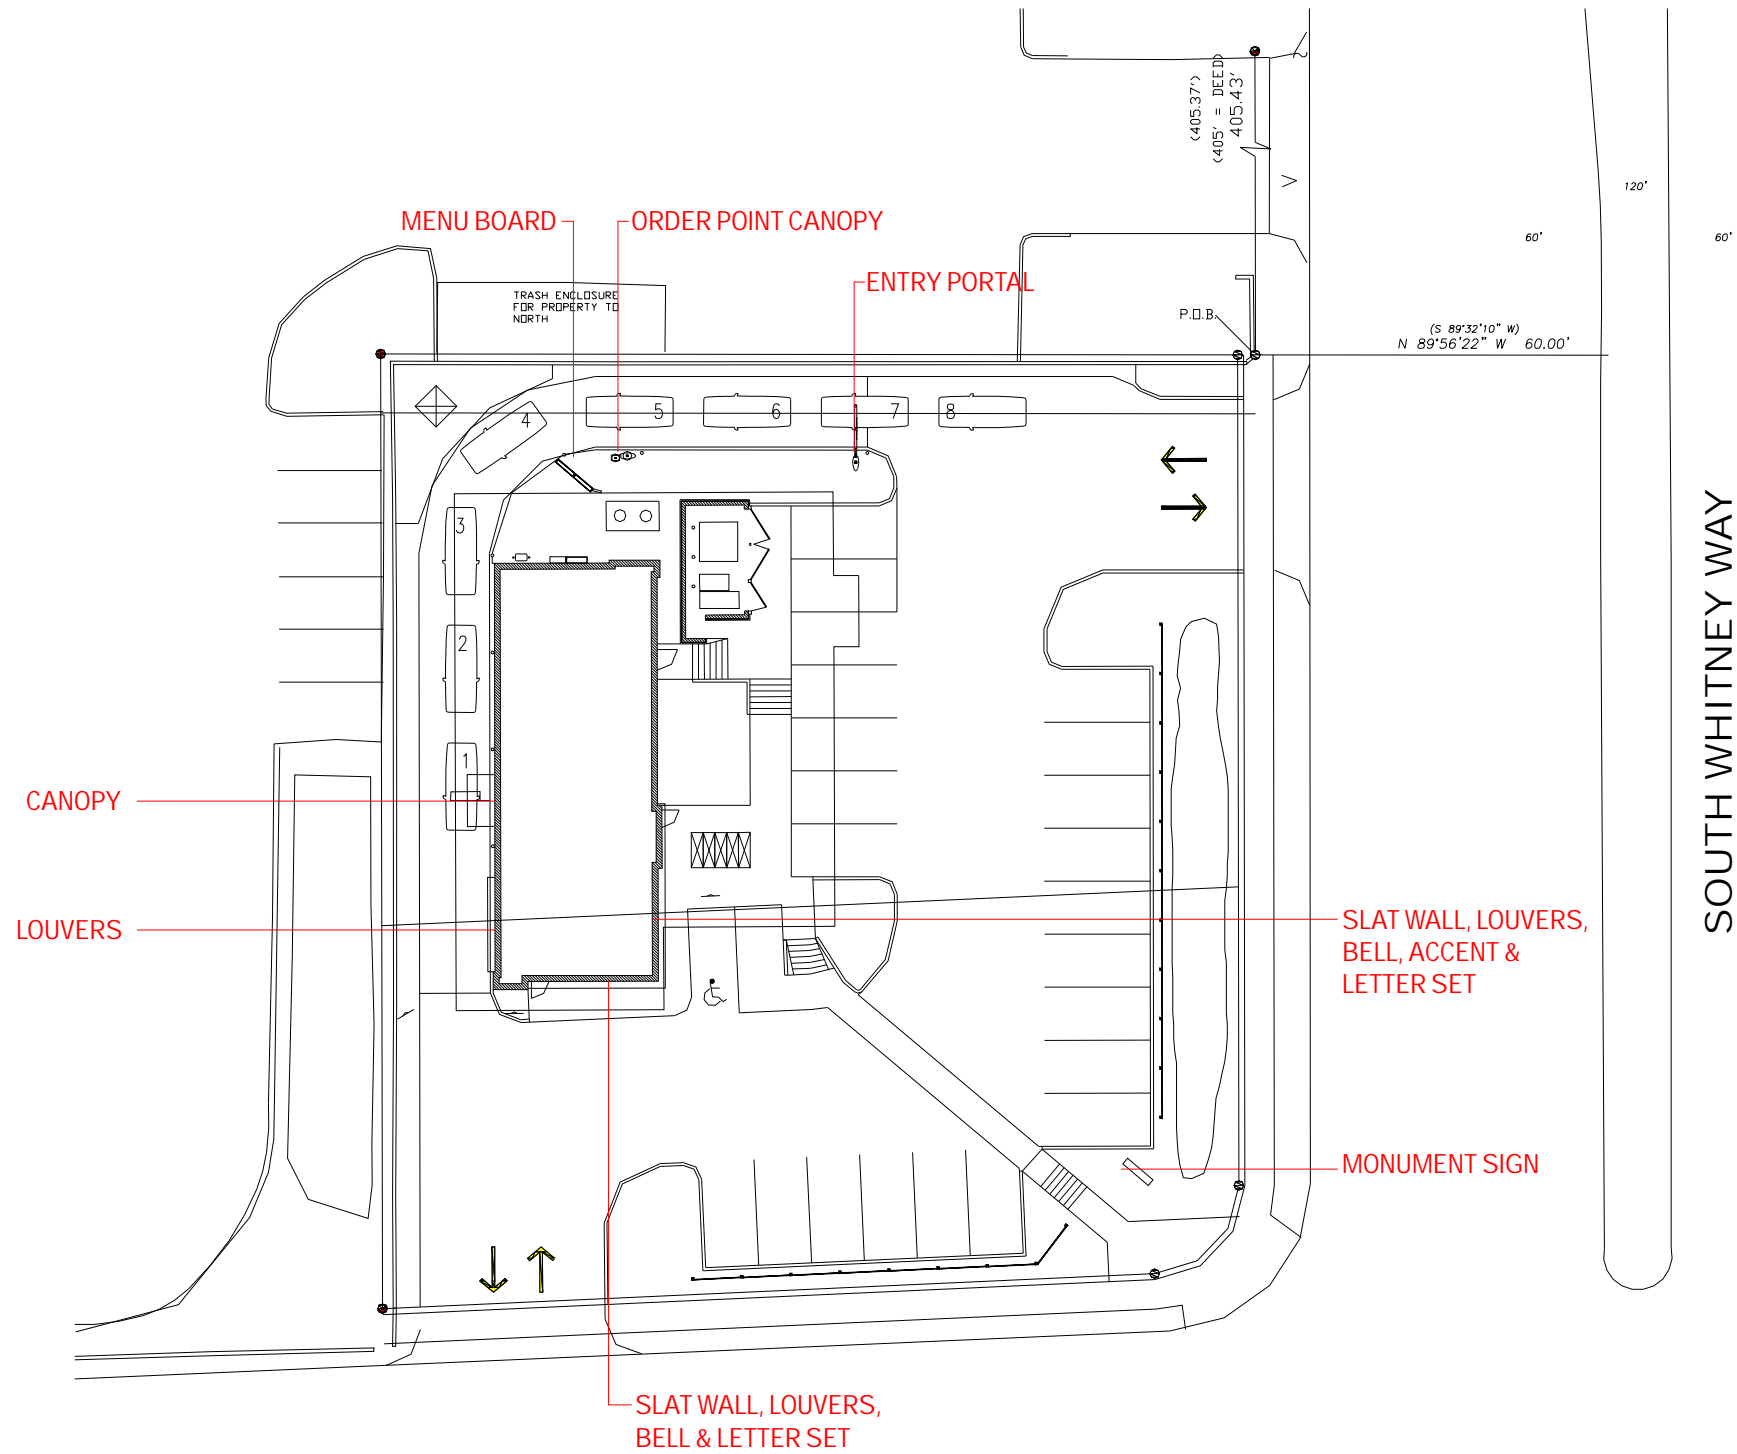 (405.37')
(405' = DEED)
405.43'
120'
60'
60'
MENU BOARD
ORDER POINT CANOPY
ENTRY PORTAL
TRASH ENCLOSURE
FOR PROPERTY TO
NORTH
P.O.B.
(S 89°32'10" W)
N 89°56'22" W 60.00'
4
5
6
7
8
3
2
1
SOUTH WHITNEY WAY
CANOPY
LOUVERS
SLAT WALL, LOUVERS,
BELL, ACCENT &
LETTER SET
MONUMENT SIGN
SLAT WALL, LOUVERS,
BELL & LETTER SET